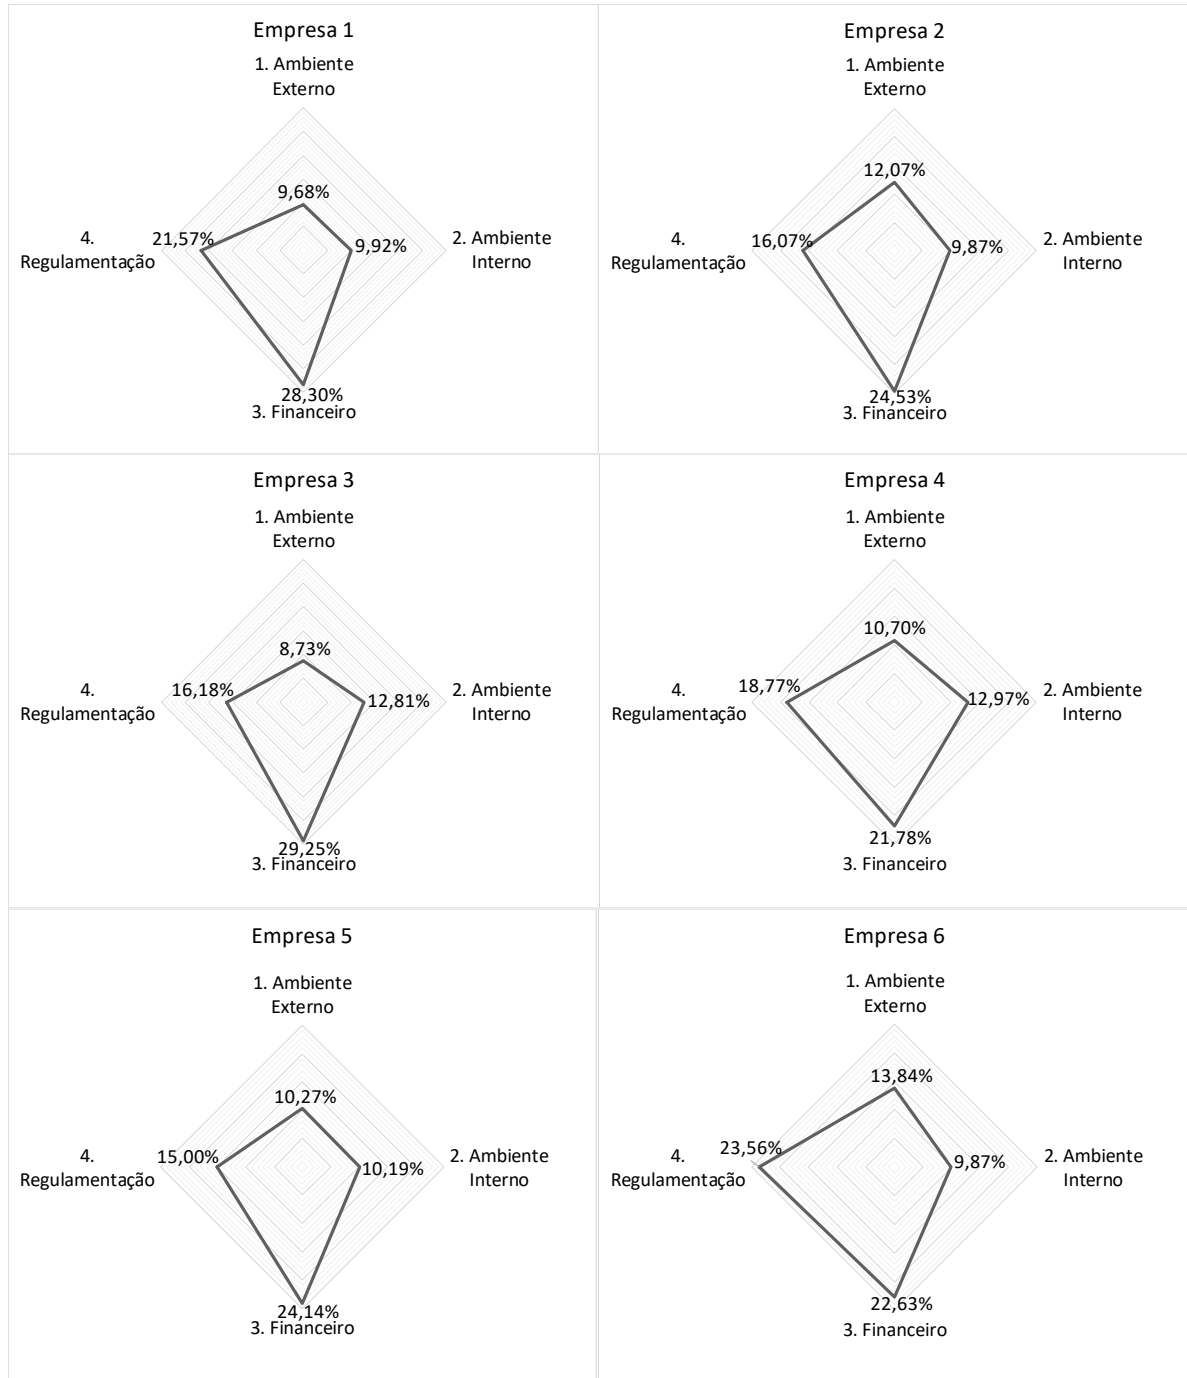 Empresa 1
1. Ambiente
Externo
9,68%
4.
Regulamentação
21,57%
9,92%
2. Ambiente
Interno
28,30%
3. Financeiro
Empresa 2
1. Ambiente
Externo
12,07%
4.
Regulamentação
16,07%
9,87%
2. Ambiente
Interno
24,53%
3. Financeiro
Empresa 3
1. Ambiente
Externo
8,73%
4.
Regulamentação
16,18%
12,81%
2. Ambiente
Interno
29,25%
3. Financeiro
Empresa 4
1. Ambiente
Externo
10,70%
4.
Regulamentação
18,77%
12,97%
2. Ambiente
Interno
21,78%
3. Financeiro
Empresa 5
1. Ambiente
Externo
10,27%
4.
Regulamentação
15,00%
10,19%
2. Ambiente
Interno
24,14%
3. Financeiro
Empresa 6
1. Ambiente
Externo
13,84%
4.
Regulamentação
23,56%
9,87%
2. Ambiente
Interno
22,63%
3. Financeiro